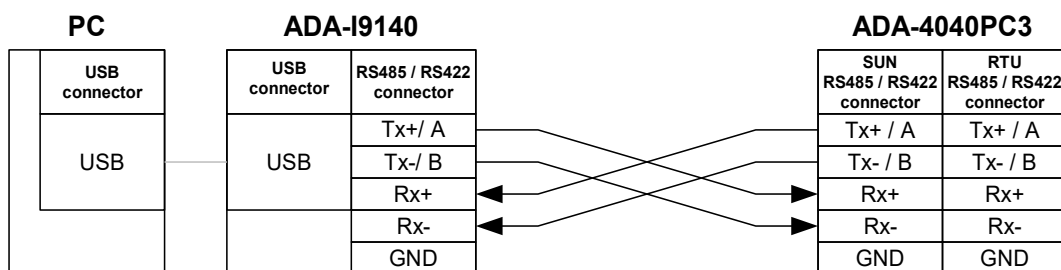 PC
ADA-I9140
ADA-4040PC3
USB
connector
USB
connector
RS485 / RS422
connector
SUN
RS485 / RS422
connector
RTU
RS485 / RS422
connector
USB
USB
Tx+/ A
Tx-/ B
Rx+
Rx-
GND
Tx+ / A
Tx- / B
Rx+
Rx-
GND
Tx+ / A
Tx- / B
Rx+
Rx-
GND